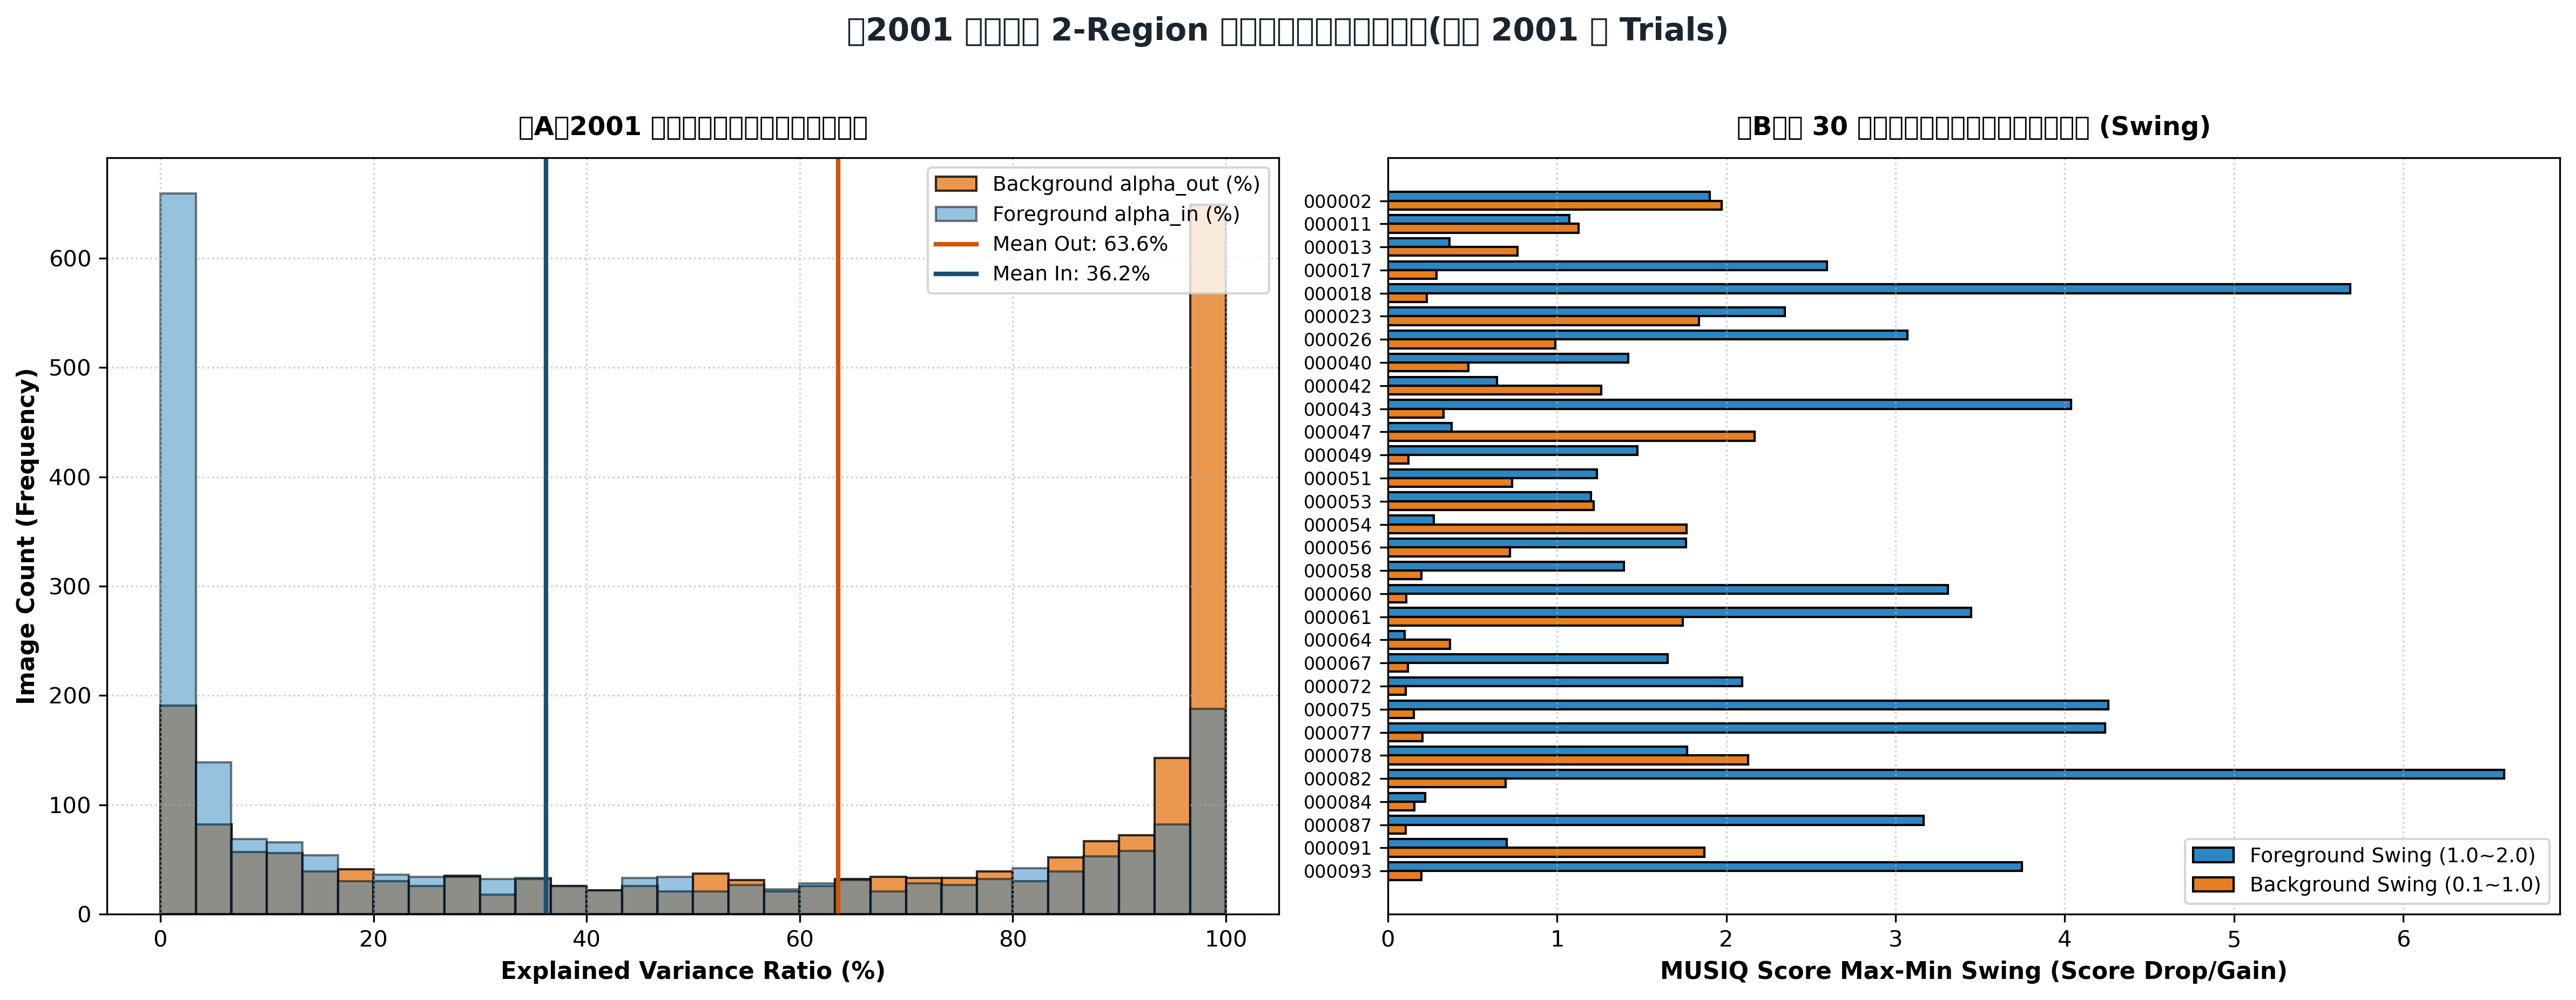 2001 2-Region (2001 Trials)
A 2001
Background alpha_out (%)
Foreground alpha_in (%)
Mean Out: 63.6%
Mean In: 36.2%
Image Count (Frequency)
600
500
400
300
200
100
0
0 20 40 60 80 100
Explained Variance Ratio (%)
B 30 (Swing)
000002
000011
000013
000017
000018
000023
000026
000040
000042
000043
000047
000049
000051
000053
000054
000056
000058
000060
000061
000064
000067
000072
000075
000077
000078
000082
000084
000087
000091
000093
Foreground Swing (1.0~2.0)
Background Swing (0.1~1.0)
0 1 2 3 4 5 6
MUSIQ Score Max-Min Swing (Score Drop/Gain)